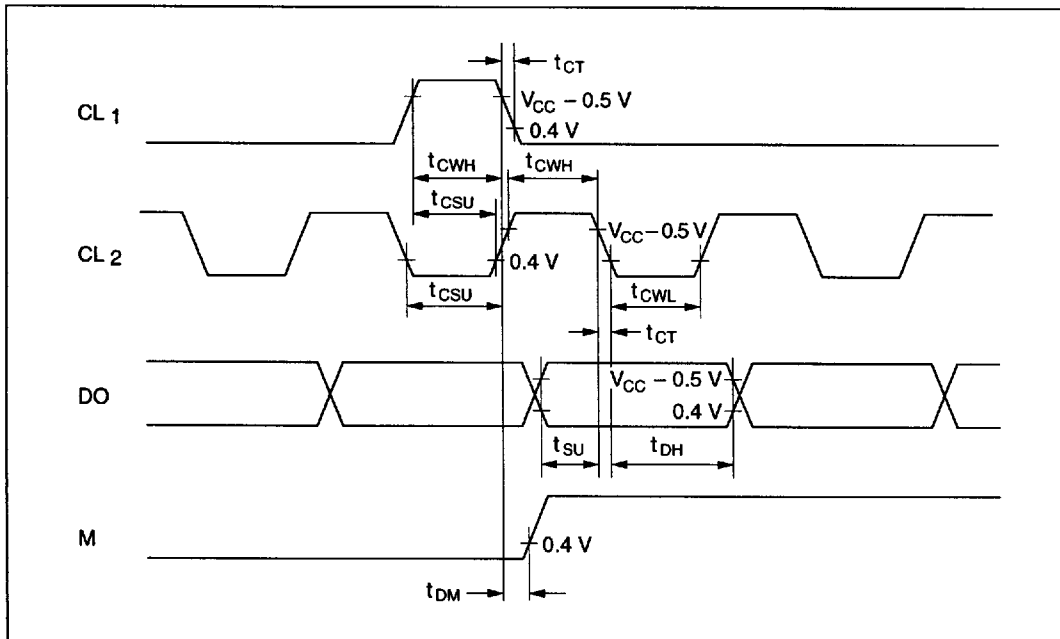 tCT
CL 1
VCC − 0.5 V
0.4 V
tCWH
tCWH
tCSU
CL 2
VCC − 0.5 V
0.4 V
tCSU
tCWL
tCT
DO
VCC − 0.5 V
0.4 V
tSU
tDH
M
0.4 V
tDM